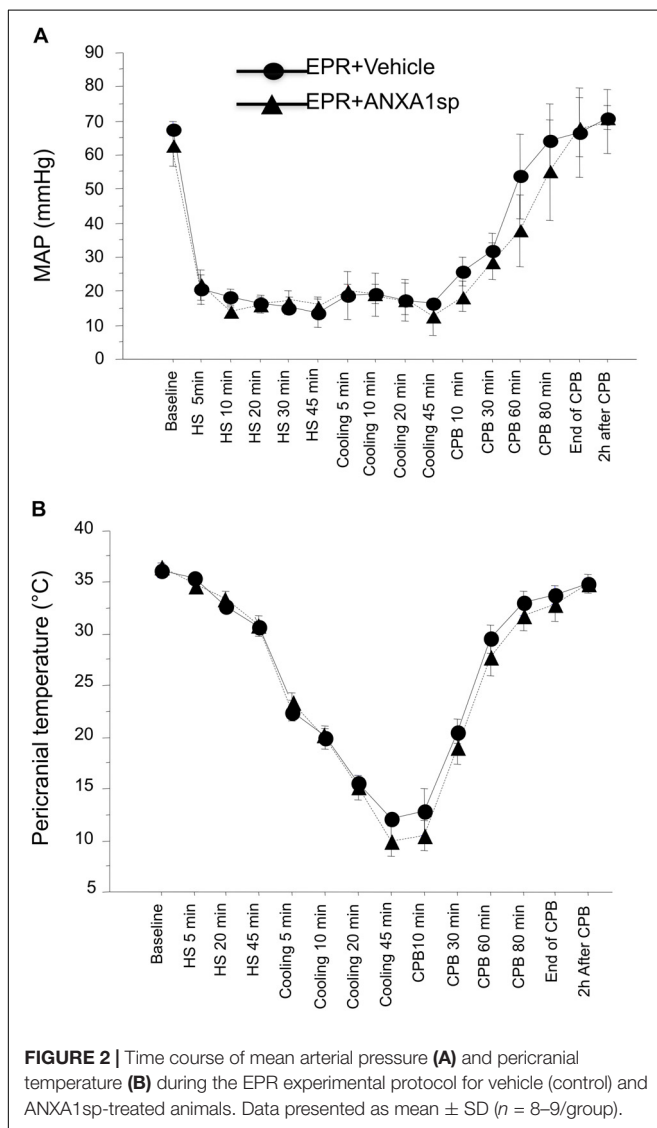 A
90
80
70
60
50
40
30
20
10
0
MAP (mmHg)
EPR+Vehicle
EPR+ANXA1sp
Baseline
HS 5min
HS 10 min
HS 20 min
HS 30 min
HS 45 min
Cooling 5 min
Cooling 10 min
Cooling 20 min
Cooling 45 min
CPB 10 min
CPB 30 min
CPB 60 min
CPB 80 min
End of CPB
2h after CPB
B
40
35
30
25
20
15
10
5
Pericranial temperature (°C)
Baseline
HS 5 min
HS 20 min
HS 45 min
Cooling 5 min
Cooling 10 min
Cooling 20 min
Cooling 45 min
CPB10 min
CPB 30 min
CPB 60 min
CPB 80 min
End of CPB
2h After CPB
FIGURE 2 | Time course of mean arterial pressure (A) and pericranial
temperature (B) during the EPR experimental protocol for vehicle (control) and
ANXA1sp-treated animals. Data presented as mean ± SD (n = 8–9/group).